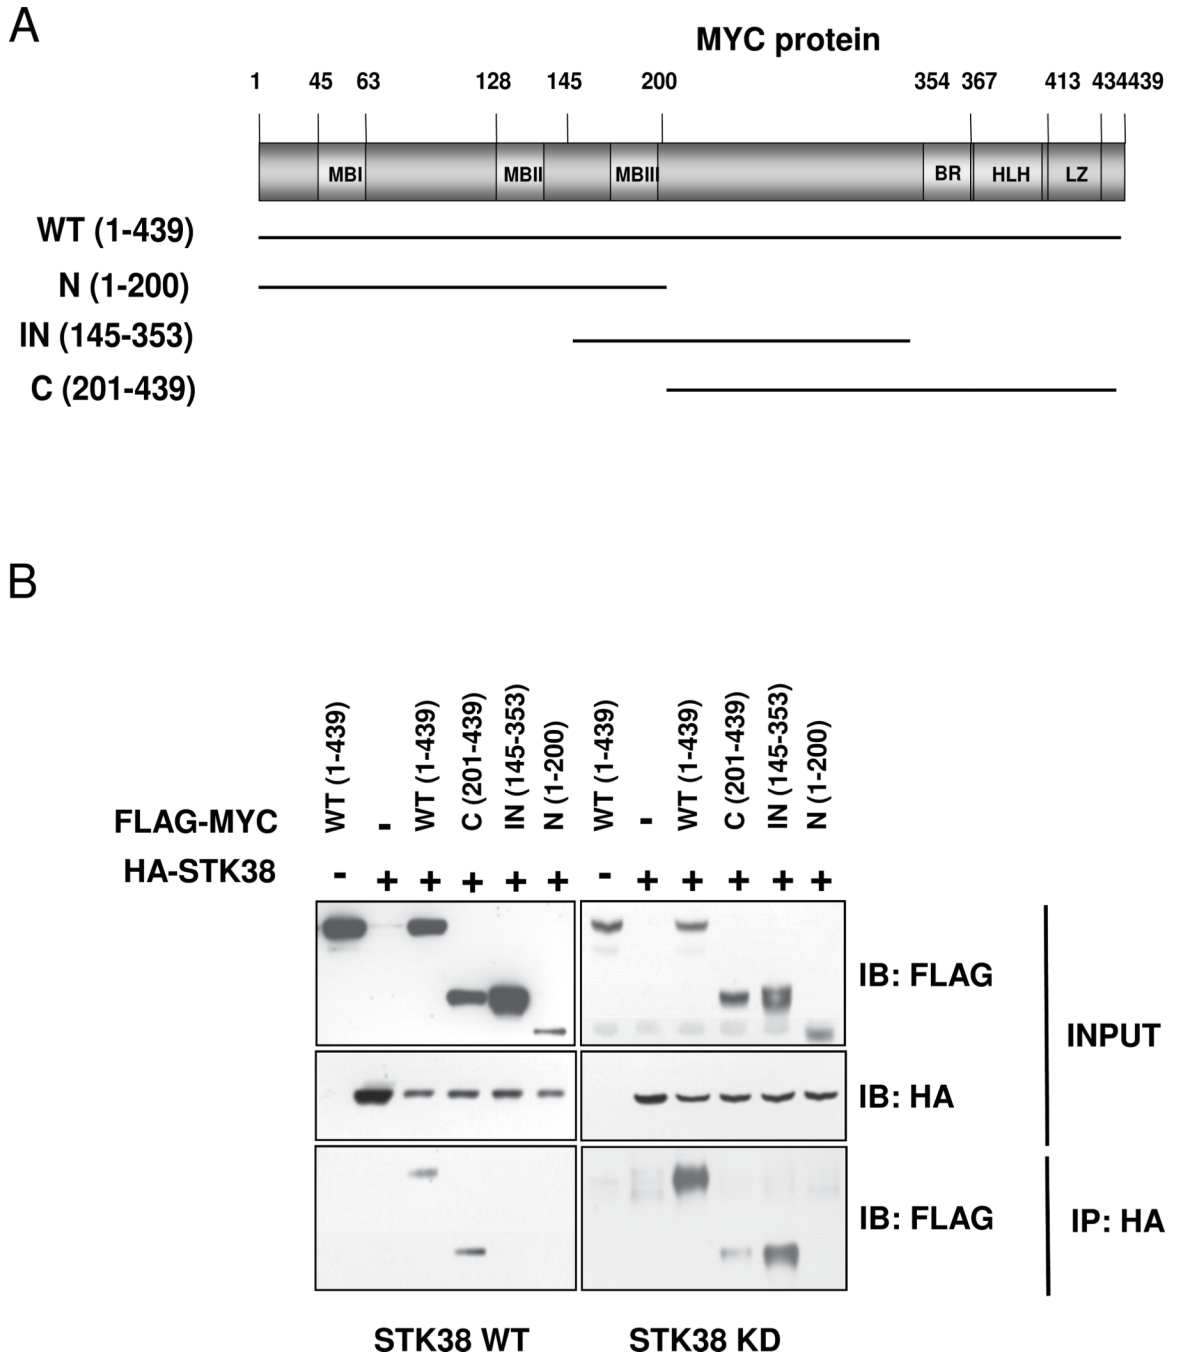 A
MYC protein
1 45 63 128 145 200 354 367 413 434439
MBI MBII MBIII BR HLH LZ
WT (1-439)
N (1-200)
IN (145-353)
C (201-439)
B
FLAG-MYC WT (1-439) - WT (1-439) C (201-439) IN (145-353) N (1-200) WT (1-439) - WT (1-439) C (201-439) IN (145-353) N (1-200)
HA-STK38 - + + + + + - + + + + +
IB: FLAG
INPUT
IB: HA
IB: FLAG IP: HA
STK38 WT STK38 KD